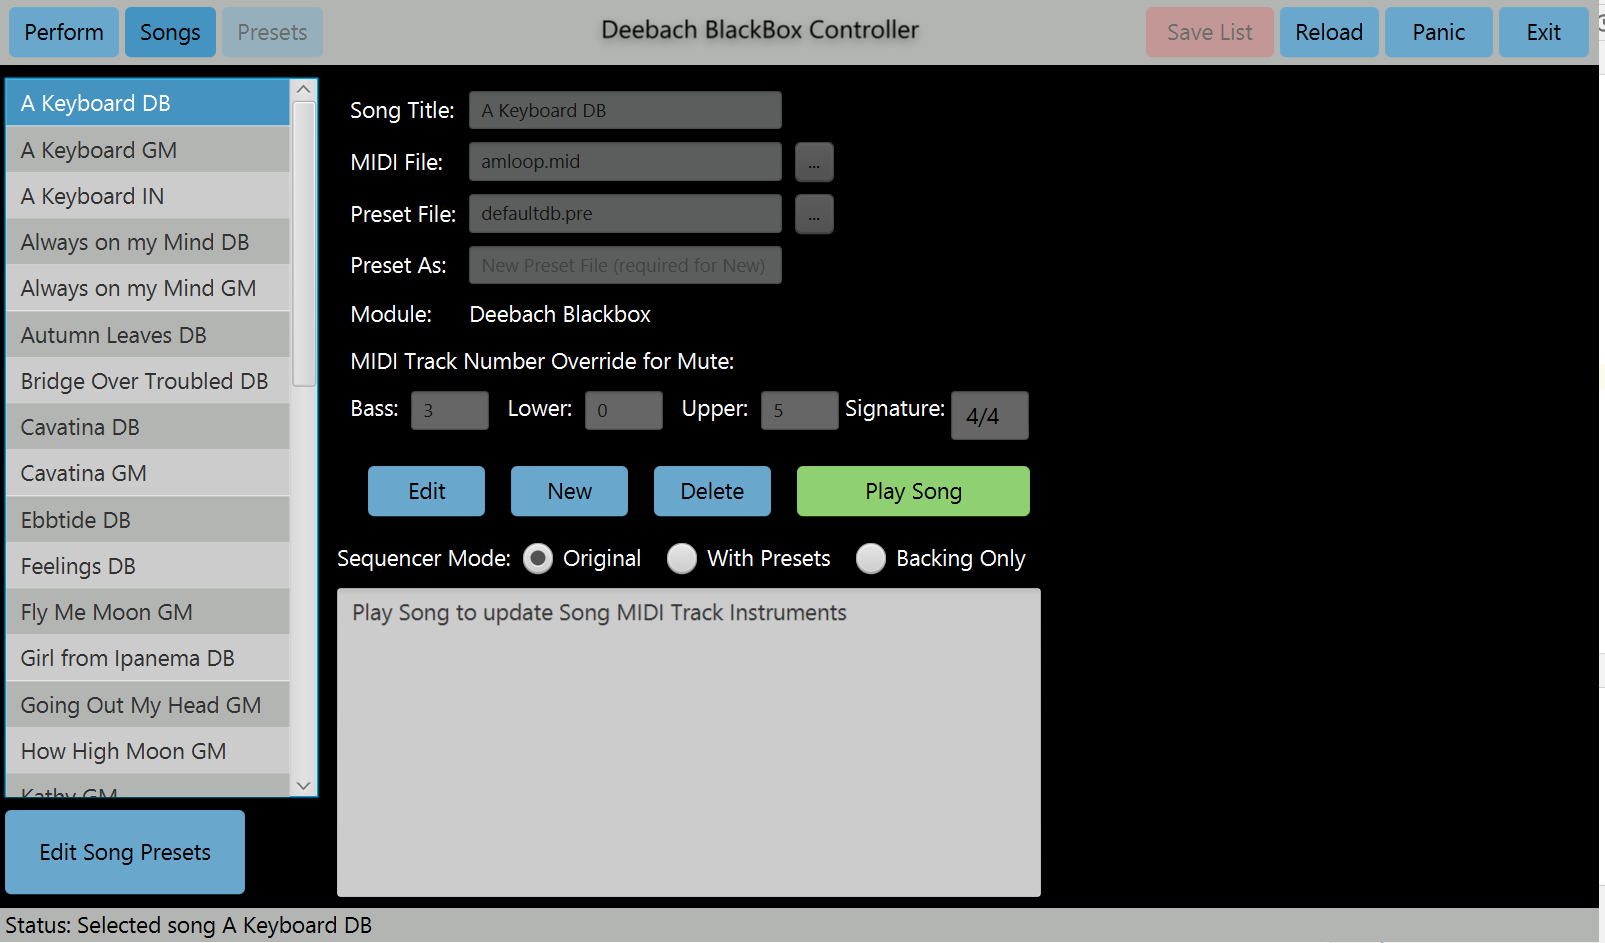 Perform Songs Presets Deebach BlackBox Controller Save List Reload Panic Exit
A Keyboard DB
A Keyboard GM
A Keyboard IN
Always on my Mind DB
Always on my Mind GM
Autumn Leaves DB
Bridge Over Troubled DB
Cavatina DB
Cavatina GM
Ebbtide DB
Feelings DB
Fly Me Moon GM
Girl from Ipanema DB
Going Out My Head GM
How High Moon GM
Kathy GM
Edit Song Presets
Song Title: A Keyboard DB
MIDI File: amloop.mid ...
Preset File: defaultdb.pre ...
Preset As: New Preset File (required for New)
Module: Deebach Blackbox
MIDI Track Number Override for Mute:
Bass: 3 Lower: 0 Upper: 5 Signature: 4/4
Edit New Delete Play Song
Sequencer Mode: Original With Presets Backing Only
Play Song to update Song MIDI Track Instruments
Status: Selected song A Keyboard DB